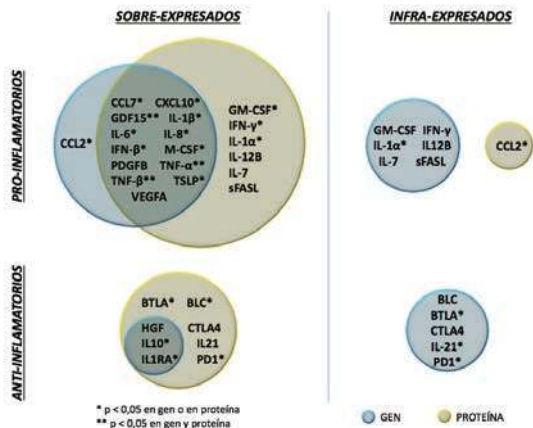 SOBRE-EXPRESADOS
INFRA-EXPRESADOS
PRO-INFLAMATORIOS
CCL2*
CCL7* CXCL10*
GDF15** IL-1β*
IL-6* IL-8*
IFN-β* M-CSF*
PDGFB TNF-α**
TNF-β** TSLP*
VEGFA
GM-CSF*
IFN-γ*
IL-1α*
IL-12B
IL-7
sFASL
GM-CSF IFN-γ
IL-1α* IL12B
IL-7 sFASL
CCL2*
ANTI-INFLAMATORIOS
BTLA* BLC*
HGF CTLA4
IL10* IL21
IL1RA* PD1*
BLC
BTLA*
CTLA4
IL-21*
PD1*
* p < 0,05 en gen o en proteína
** p < 0,05 en gen y proteína
GEN PROTEÍNA